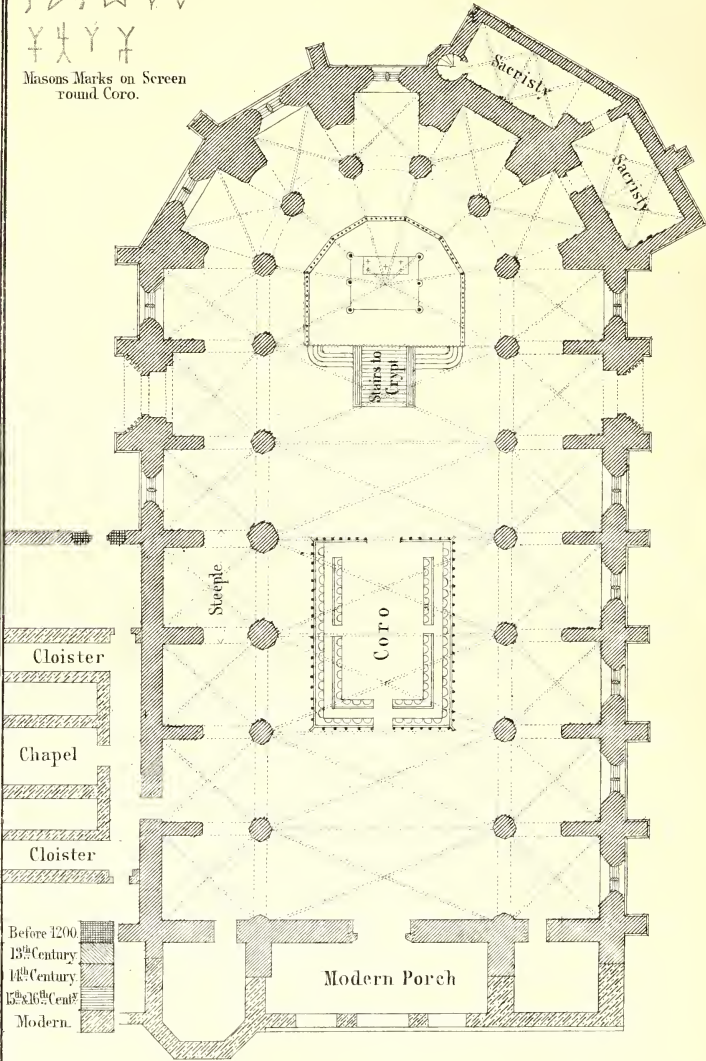 Masons Marks on Screen
round Coro.
Sacristy
Sacristy
Stairs to
Crypt
Steeple
Coro
Cloister
Chapel
Cloister
Before 1200
13th Century
14th Century
15th & 16th Centy
Modern.
Modern Porch